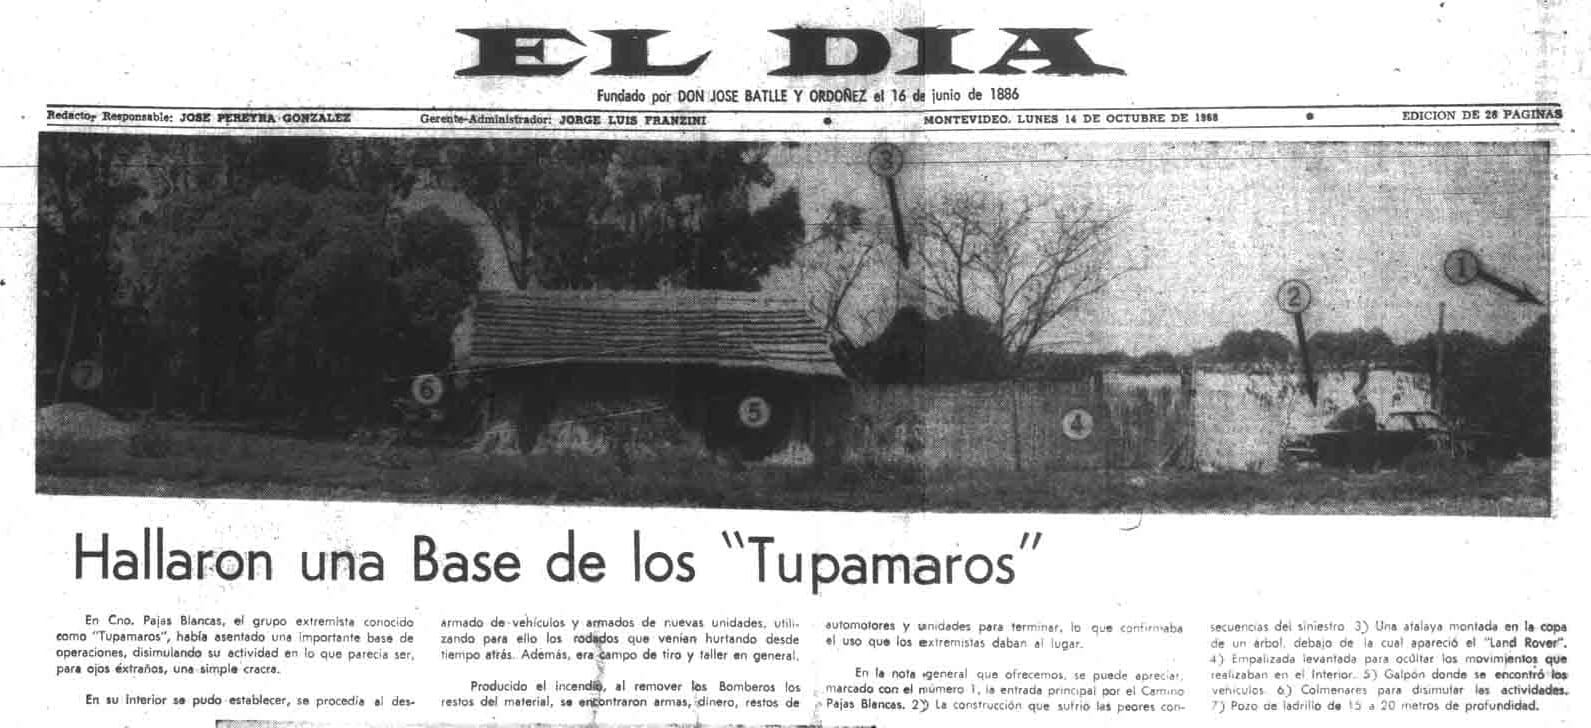 EL DIA
Fundado por DON JOSE BATLLE Y ORDOÑEZ el 16 de junio de 1886
Redactor Responsable: JOSE PEREYRA GONZALEZ Gerente-Administrador: JORGE LUIS FRANZINI ● MONTEVIDEO, LUNES 14 DE OCTUBRE DE 1968 ● EDICION DE 28 PAGINAS
3
1
2
7
6
5
4
Hallaron una Base de los "Tupamaros"
En Cno. Pajas Blancas, el grupo extremista conocido
como "Tupamaros", había asentado una importante base de
operaciones, disimulando su actividad en lo que parecía ser,
para ojos éxtraños, una simple cracra.
En su Interior se pudo establecer, se procedía al des-
armado de vehículos y armados de nuevas unidades, utili-
zando para ello los rodados que venían hurtando desde
tiempo atrás. Además, era campo de tiro y taller en general,
Producido el incendio, al remover los Bomberos los
restos del material, se encontraron armas, dinero, restos de
automotores y unidades para terminar, lo que confirmaba
el uso que los extremistas daban al lugar.
En la nota general que ofrecemos, se puede apreciar,
marcado con el múmero 1, la entrada principal por el Camino
Pajas Blancas. 2) La construcción que sufrió las peores con-
secuencias del siniestro. 3) Una atalaya montada en la copa
de un árbol, debajo de la cual apareció el "Land Rover".
4) Empalizada levantada para ocúltar los movimientos que
realizaban en el Interior. 5) Galpón donde se encontró los
vehículos. 6) Colmenares para disimular las actividades.
7) Pozo de ladrillo de 15 a 20 metros de profundidad.